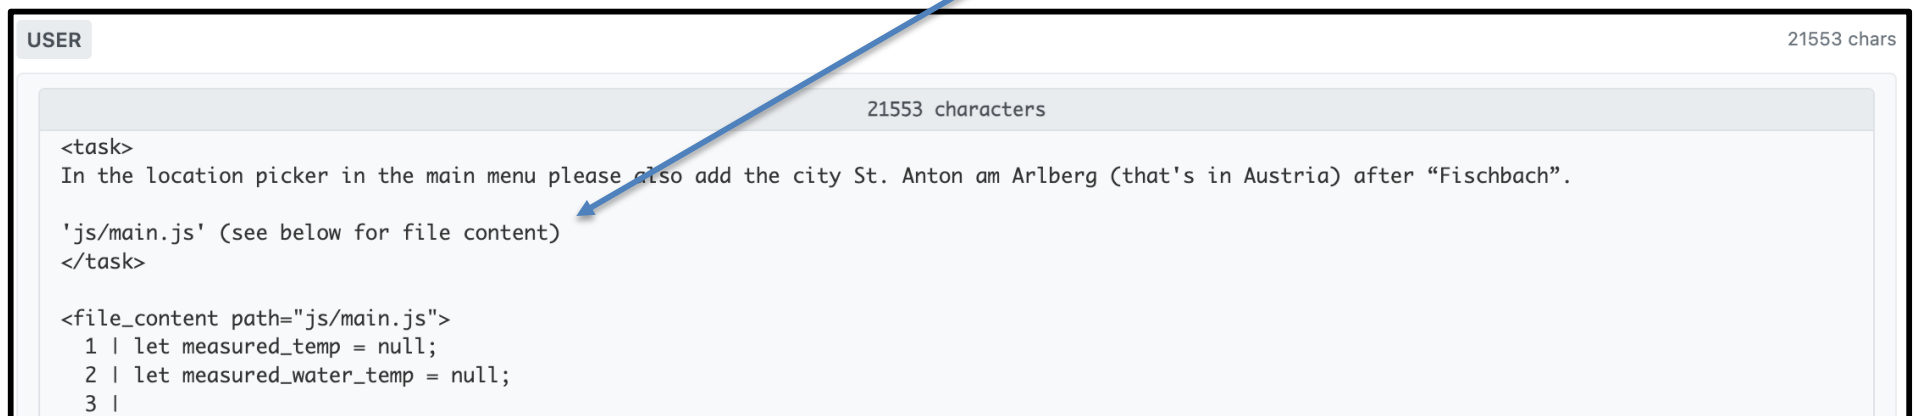 USER
21553 chars
21553 characters
<task>
In the location picker in the main menu please also add the city St. Anton am Arlberg (that's in Austria) after “Fischbach”.
'js/main.js' (see below for file content)
</task>
<file_content path="js/main.js">
1 | let measured_temp = null;
2 | let measured_water_temp = null;
3 |